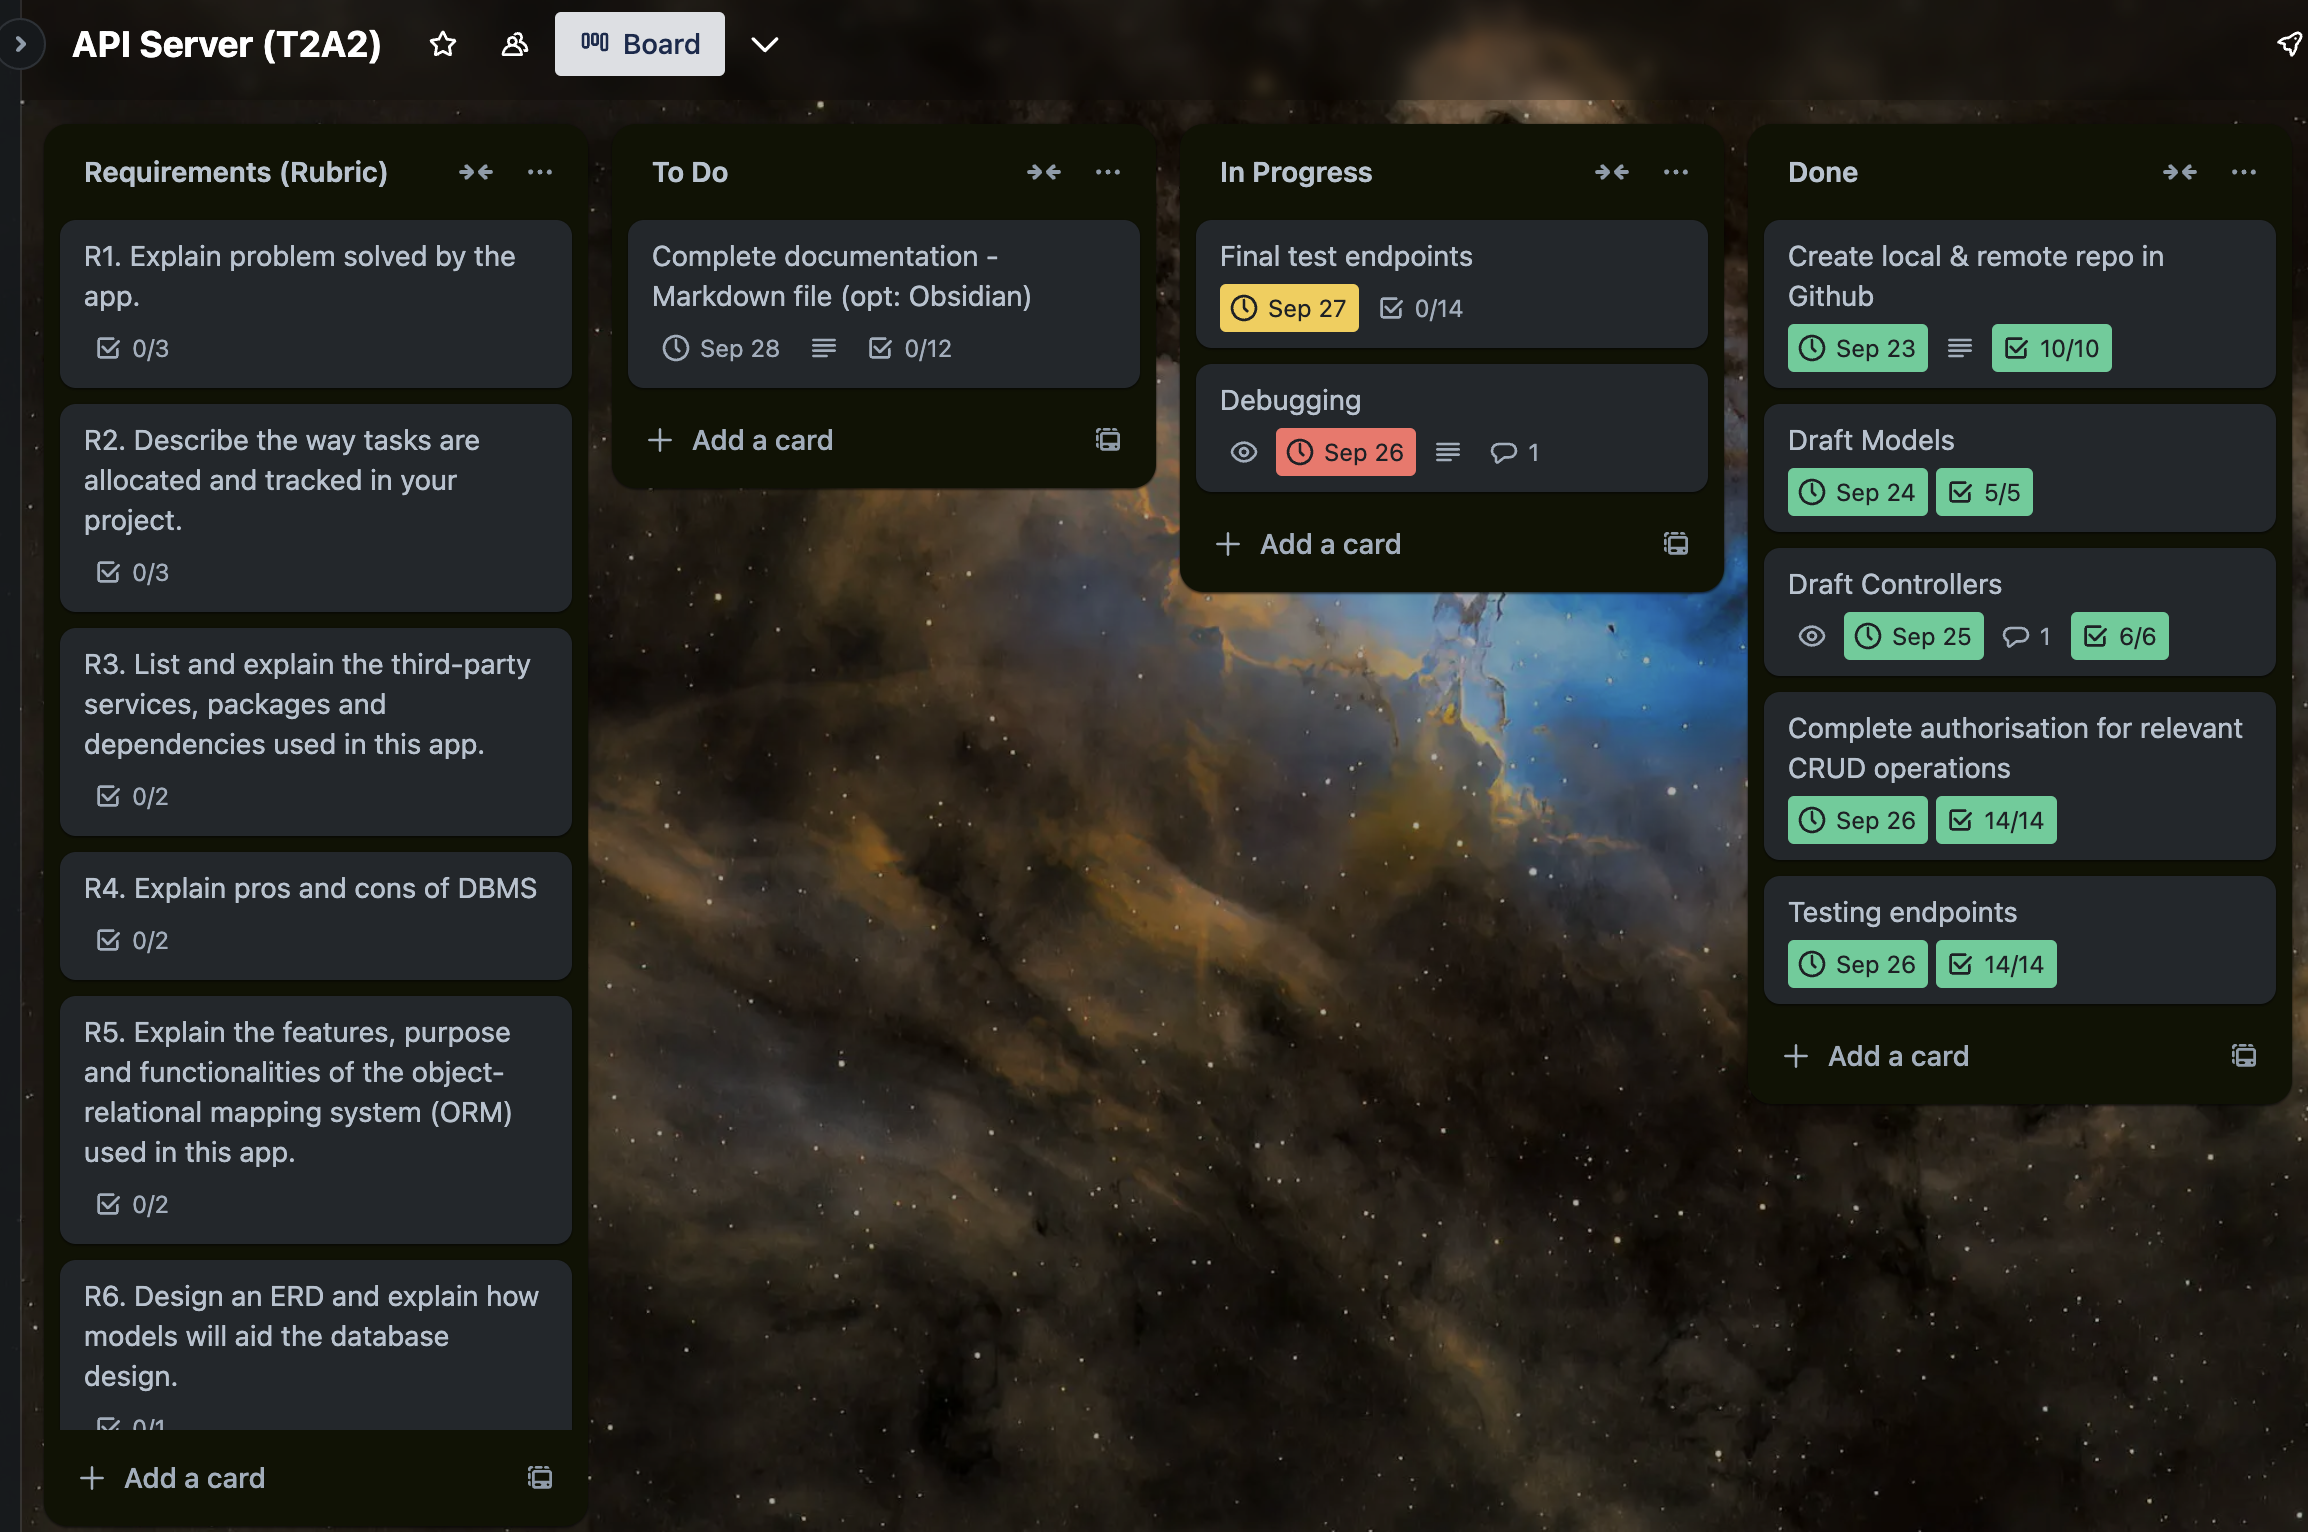 API Server (T2A2)
Board
Requirements (Rubric)
R1. Explain problem solved by the
app.
0/3
R2. Describe the way tasks are
allocated and tracked in your
project.
0/3
R3. List and explain the third-party
services, packages and
dependencies used in this app.
0/2
R4. Explain pros and cons of DBMS
0/2
R5. Explain the features, purpose
and functionalities of the object-
relational mapping system (ORM)
used in this app.
0/2
R6. Design an ERD and explain how
models will aid the database
design.
0/1
Add a card
To Do
Complete documentation -
Markdown file (opt: Obsidian)
Sep 28 0/12
Add a card
In Progress
Final test endpoints
Sep 27 0/14
Debugging
Sep 26 1
Add a card
Done
Create local & remote repo in
Github
Sep 23 10/10
Draft Models
Sep 24 5/5
Draft Controllers
Sep 25 1 6/6
Complete authorisation for relevant
CRUD operations
Sep 26 14/14
Testing endpoints
Sep 26 14/14
Add a card